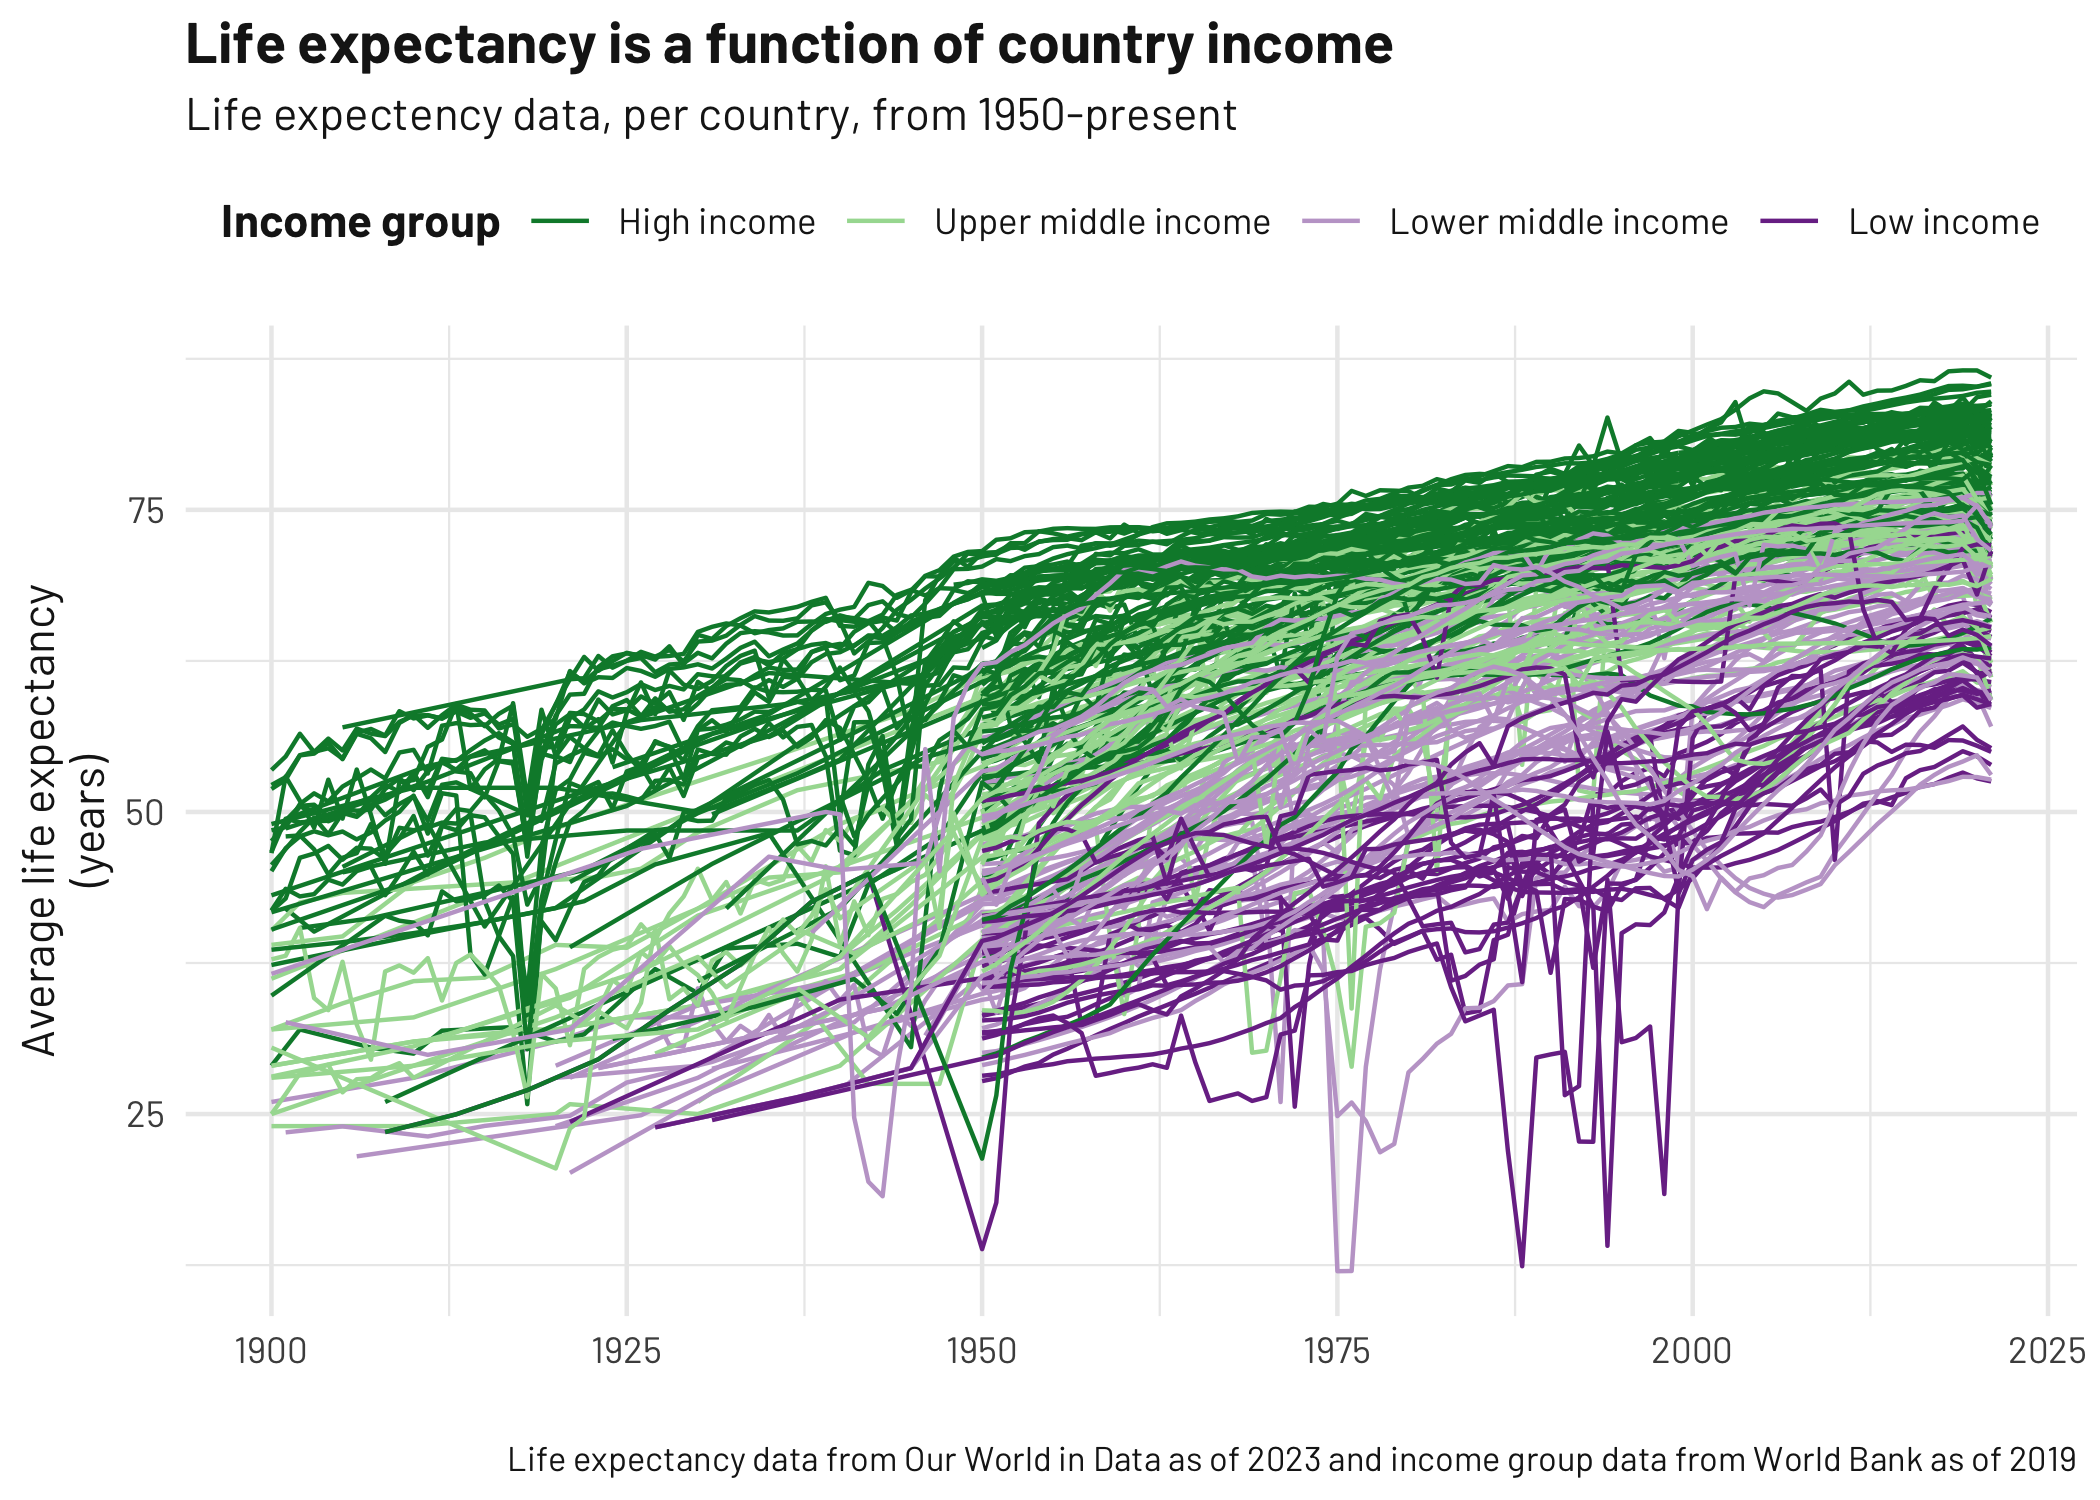 Life expectancy is a function of country income
Life expectency data, per country, from 1950-present
Income group High income Upper middle income Lower middle income Low income
Average life expectancy
(years)
75
50
25
1900 1925 1950 1975 2000 2025
Life expectancy data from Our World in Data as of 2023 and income group data from World Bank as of 2019